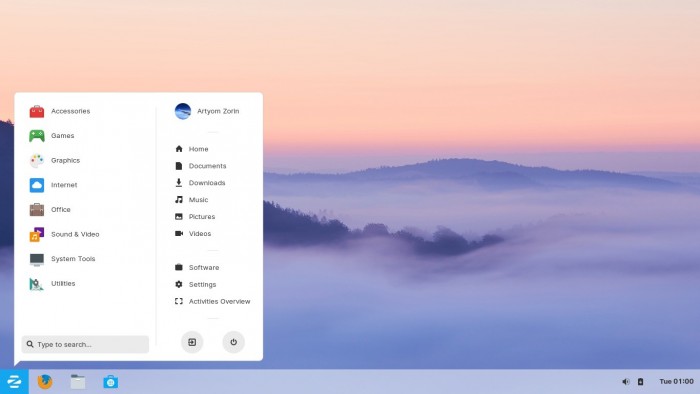 Accessories
Games
Graphics
Internet
Office
Sound & Video
System Tools
Utilities
Type to search...
Artyom Zorin
Home
Documents
Downloads
Music
Pictures
Videos
Software
Settings
Activities Overview
Tue 01:00